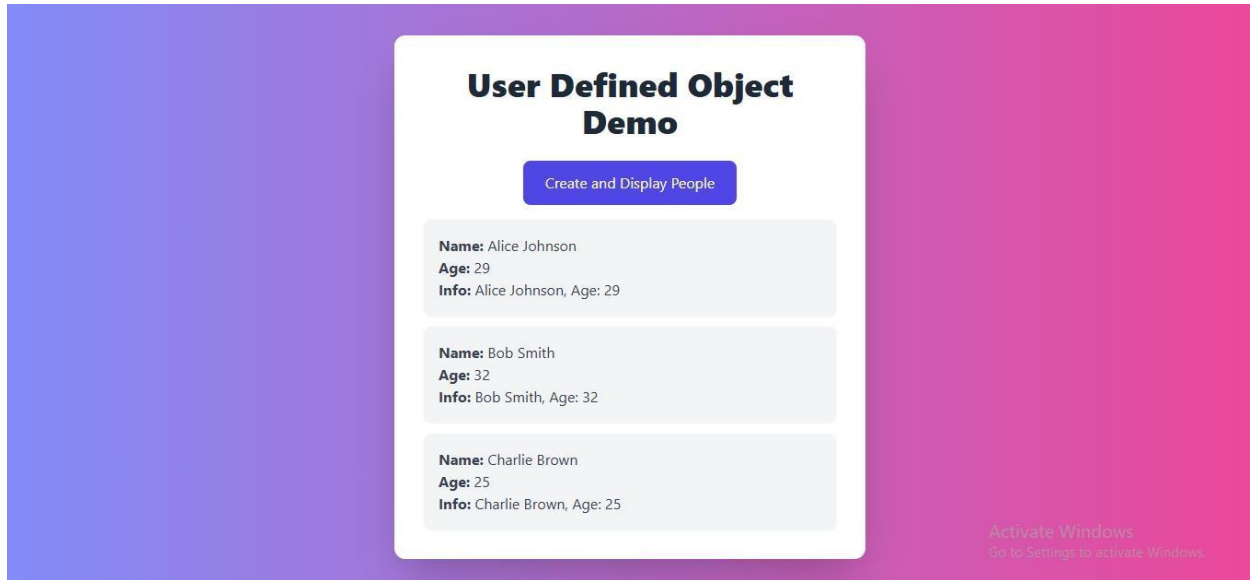 User Defined Object
Demo
Create and Display People
Name: Alice Johnson
Age: 29
Info: Alice Johnson, Age: 29
Name: Bob Smith
Age: 32
Info: Bob Smith, Age: 32
Name: Charlie Brown
Age: 25
Info: Charlie Brown, Age: 25
Activate Windows
Go to Settings to activate Windows.